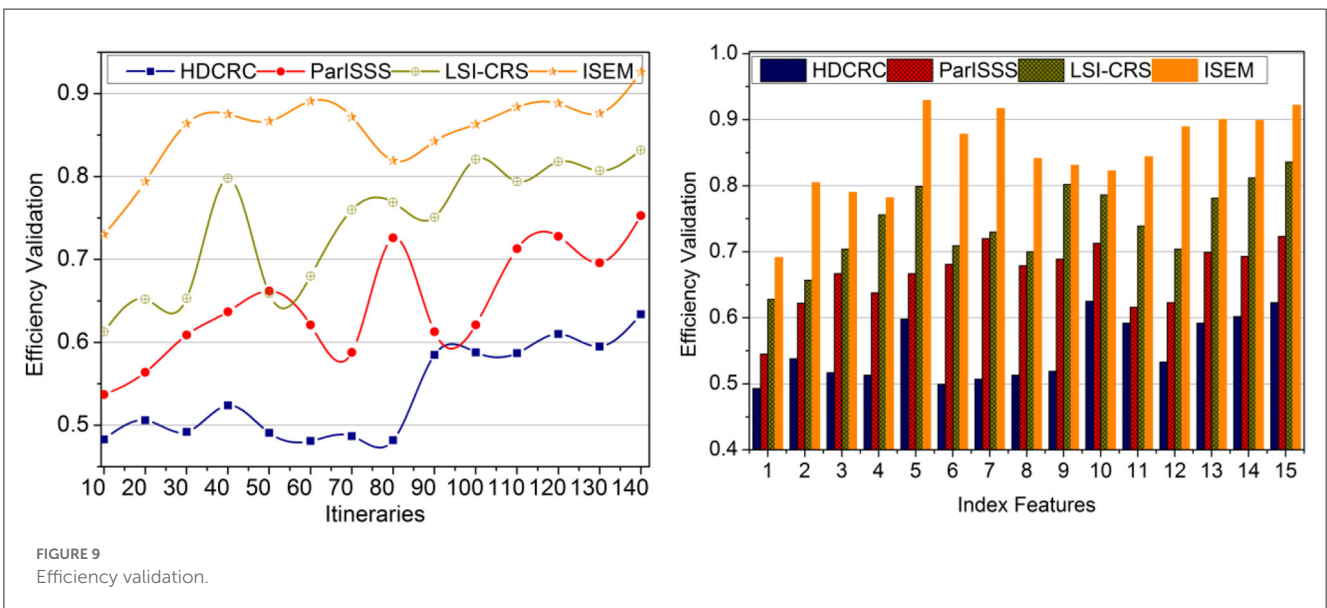 HDCRC ParISSS LSI-CRS ISEM
0.9
0.8
0.7
0.6
0.5
Efficiency Validation
10 20 30 40 50 60 70 80 90 100 110 120 130 140
Itineraries
HDCRC ParISSS LSI-CRS ISEM
1.0
0.9
0.8
0.7
0.6
0.5
0.4
Efficiency Validation
1 2 3 4 5 6 7 8 9 10 11 12 13 14 15
Index Features
FIGURE 9
Efficiency validation.